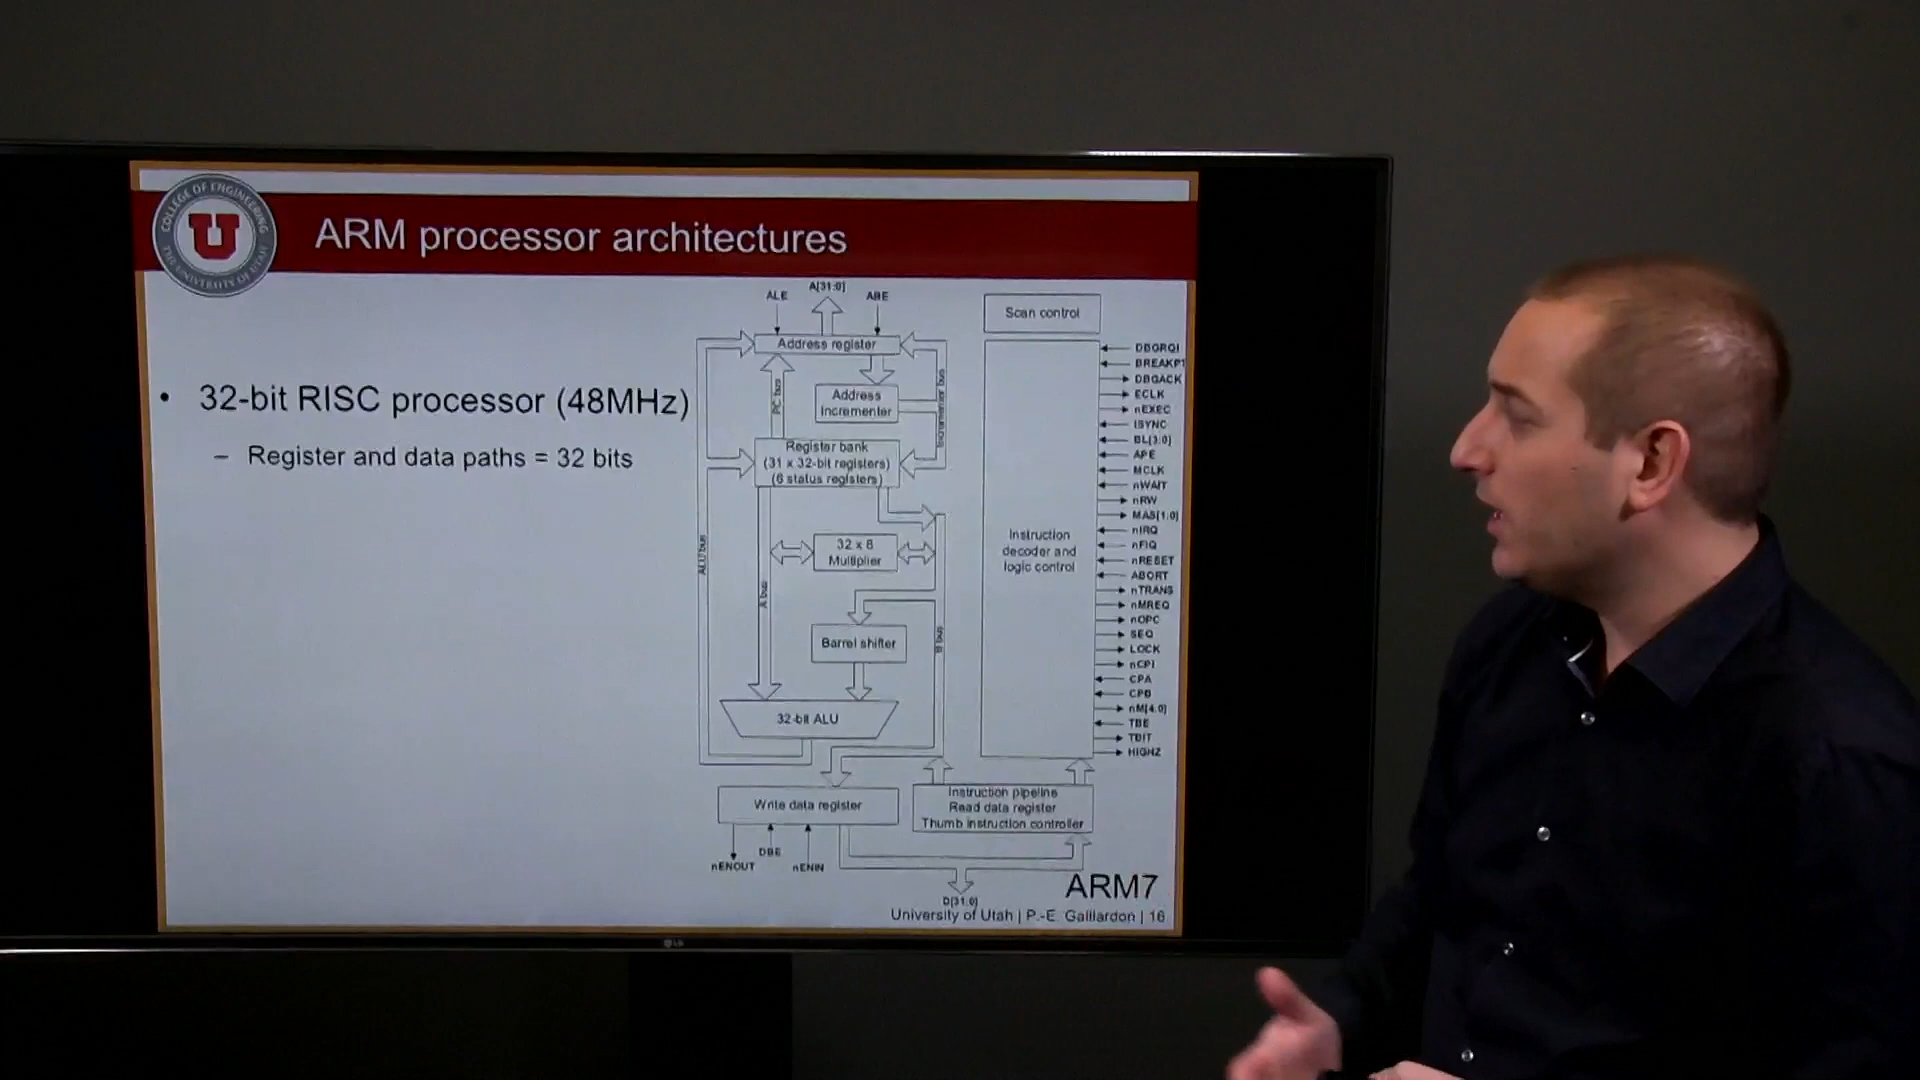 COLLEGE OF ENGINEERING
THE UNIVERSITY OF UTAH
U
ARM processor architectures
• 32-bit RISC processor (48MHz)
– Register and data paths = 32 bits
A[31:0]
ALE
ABE
Address register
PC bus
Address
incrementer
Incrementer bus
Register bank
(31 x 32-bit registers)
(6 status registers)
32 x 8
Multiplier
ALU bus
A bus
B bus
Barrel shifter
32-bit ALU
Write data register
nENOUT
DBE
nENIN
Instruction pipeline
Read data register
Thumb instruction controller
D[31:0]
Scan control
Instruction
decoder and
logic control
DBGRQI
BREAKPT
DBGACK
ECLK
nEXEC
ISYNC
BL[3:0]
APE
MCLK
nWAIT
nRW
MAS[1:0]
nIRQ
nFIQ
nRESET
ABORT
nTRANS
nMREQ
nOPC
SEQ
LOCK
nCPI
CPA
CPB
nM[4:0]
TBE
TBIT
HIGHZ
ARM7
University of Utah | P.-E. Gaillardon | 16
LG